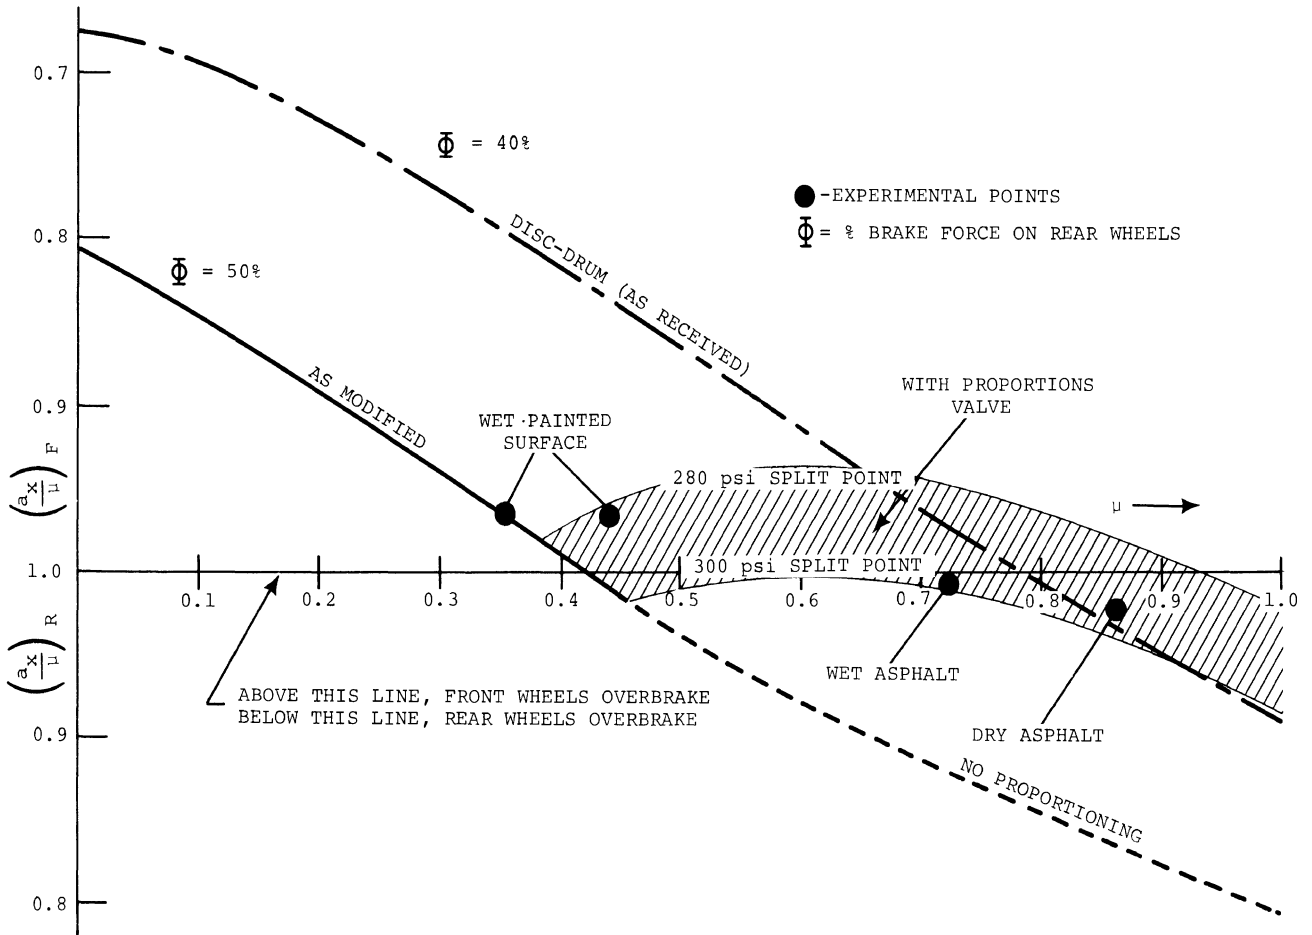 0.7
Φ = 40%
●-EXPERIMENTAL POINTS
Φ = % BRAKE FORCE ON REAR WHEELS
0.8
Φ = 50%
DISC-DRUM (AS RECEIVED)
AS MODIFIED
WITH PROPORTIONS
VALVE
0.9
WET·PAINTED
SURFACE
(ax/μ)F
280 psi SPLIT POINT
μ
300 psi SPLIT POINT
1.0
0.1 0.2 0.3 0.4 0.5 0.6 0.7 0.8 0.9 1.0
(ax/μ)R
WET ASPHALT
ABOVE THIS LINE, FRONT WHEELS OVERBRAKE
BELOW THIS LINE, REAR WHEELS OVERBRAKE
0.9
DRY ASPHALT
NO PROPORTIONING
0.8